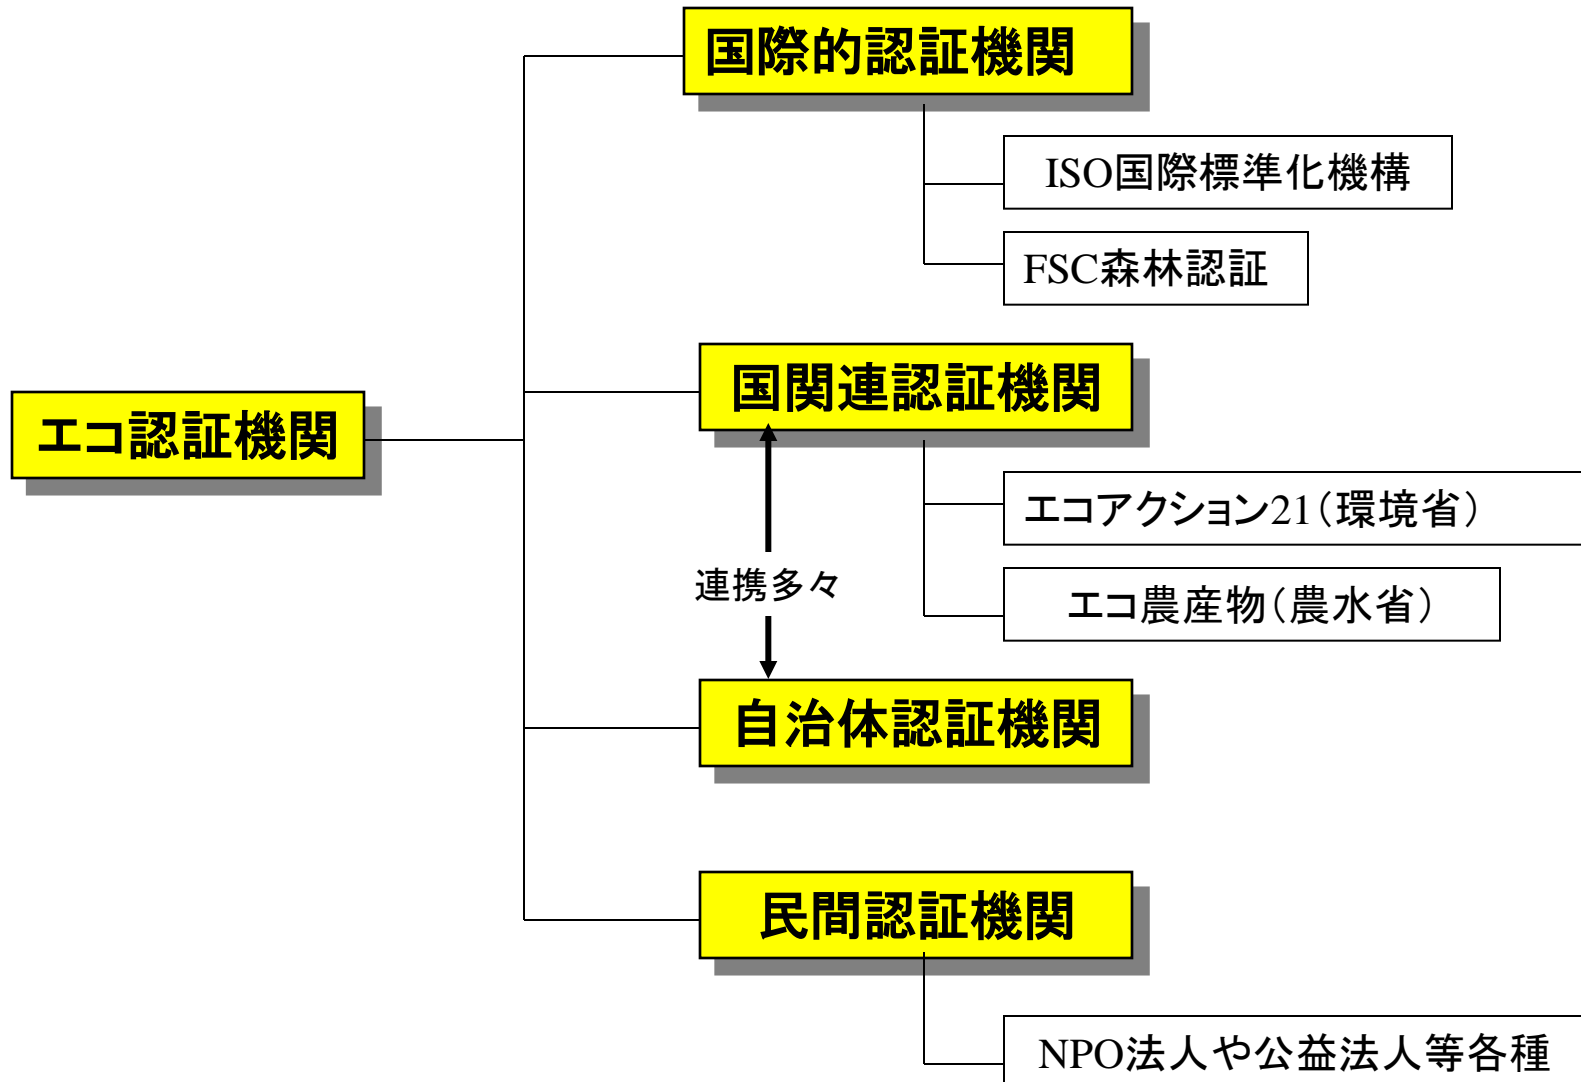 国際的認証機関
ISO国際標準化機構
FSC森林認証
国関連認証機関
エコ認証機関
エコアクション21（環境省）
連携多々
エコ農産物（農水省）
自治体認証機関
民間認証機関
NPO法人や公益法人等各種